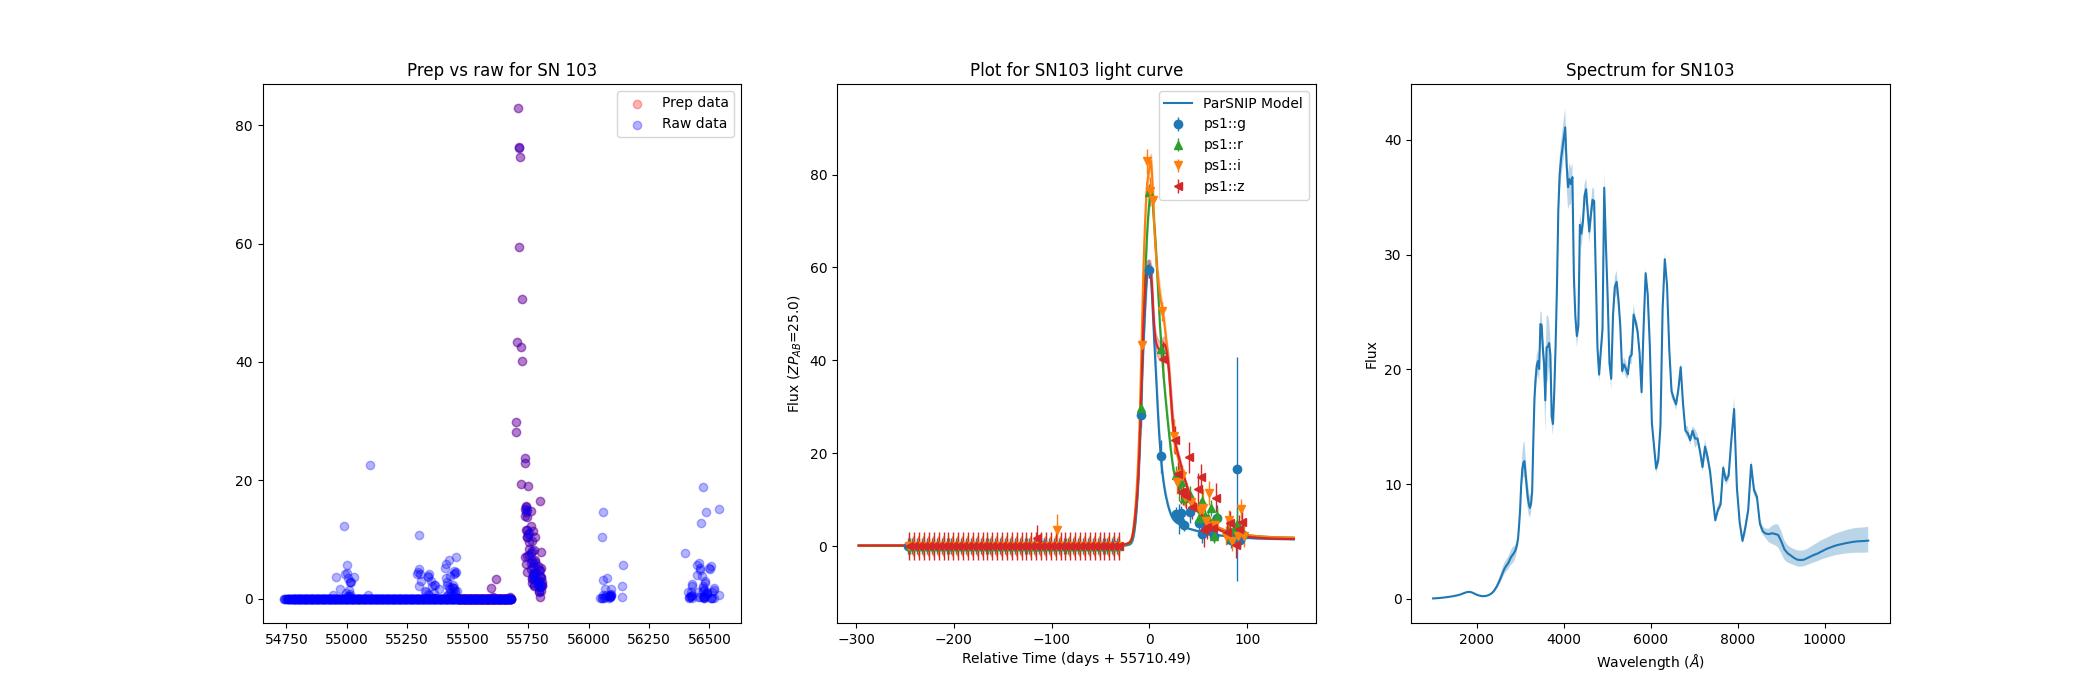 Prep vs raw for SN 103
Prep data
Raw data
80
60
40
20
0
54750 55000 55250 55500 55750 56000 56250 56500
Plot for SN103 light curve
ParSNIP Model
ps1::g
ps1::r
ps1::i
ps1::z
Flux (ZP_AB=25.0)
80
60
40
20
0
−300 −200 −100 0 100
Relative Time (days + 55710.49)
Spectrum for SN103
Flux
40
30
20
10
0
2000 4000 6000 8000 10000
Wavelength (Å)